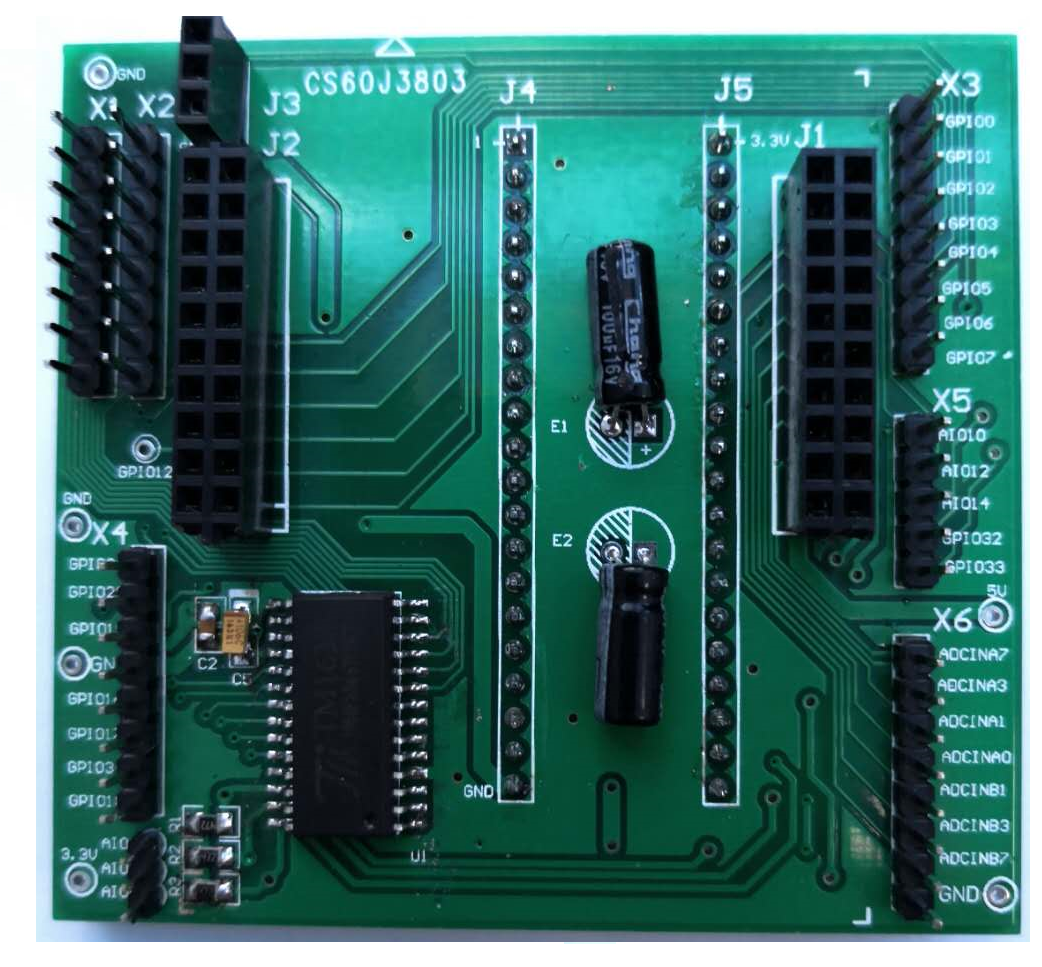 GND
CS60J3803
X2
J3
J4
J5
X3
J2
1
3.3V
J1
GPIO0
GPIO1
GPIO2
GPIO3
GPIO4
GPIO5
GPIO6
GPIO7
100uF16V
E1
+
X5
AIO10
AIO12
AIO14
GPIO32
GPIO33
GPIO12
GND
X4
E2
5V
X6
C2
ADCINA7
ADCINA3
ADCINA1
ADCINA0
ADCINB1
ADCINB3
ADCINB7
GND
GND
U1
R1
R2
R3
3.3V